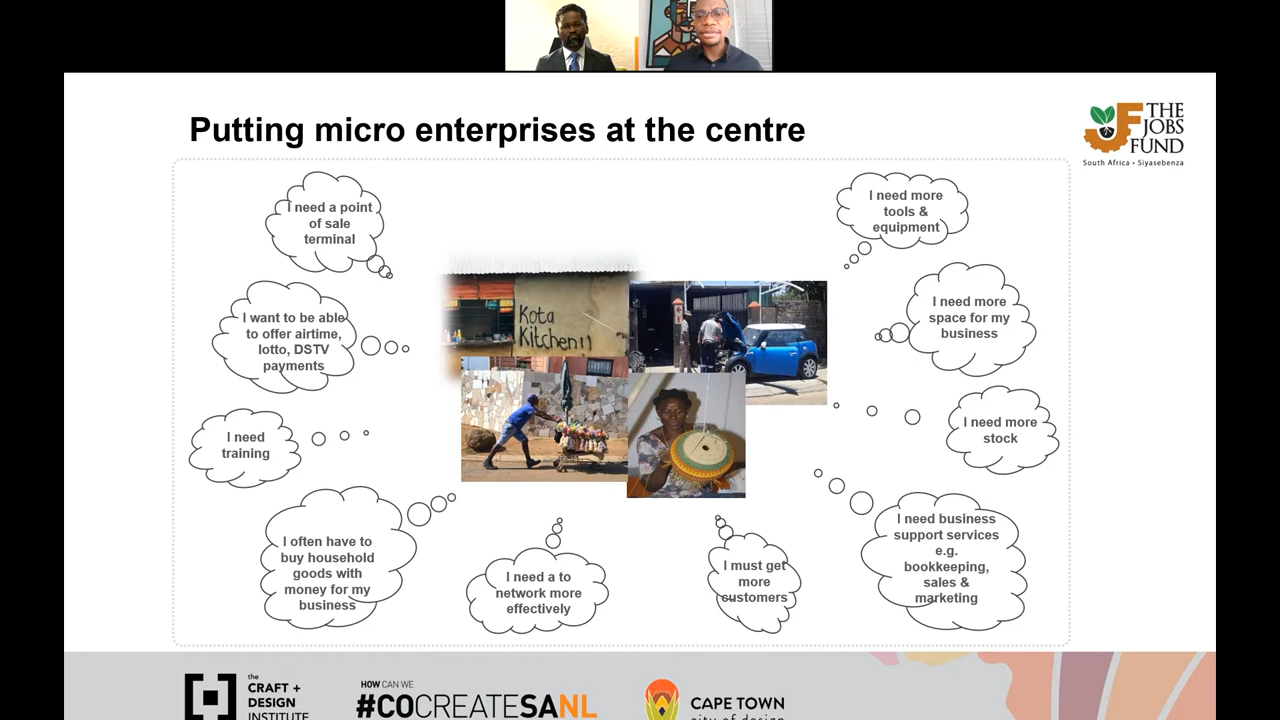 Putting micro enterprises at the centre
THE
JOBS
FUND
South Africa • Siyasebenza
I need a point
of sale
terminal
I need more
tools &
equipment
I want to be able
to offer airtime,
lotto, DSTV
payments
I need more
space for my
business
Kota
Kitchen!!
I need
training
I need more
stock
I often have to
buy household
goods with
money for my
business
I need a to
network more
effectively
I must get
more
customers
I need business
support services
e.g.
bookkeeping,
sales &
marketing
the
CRAFT +
DESIGN
INSTITUTE
HOW CAN WE
#COCREATESANL
CAPE TOWN
city of design